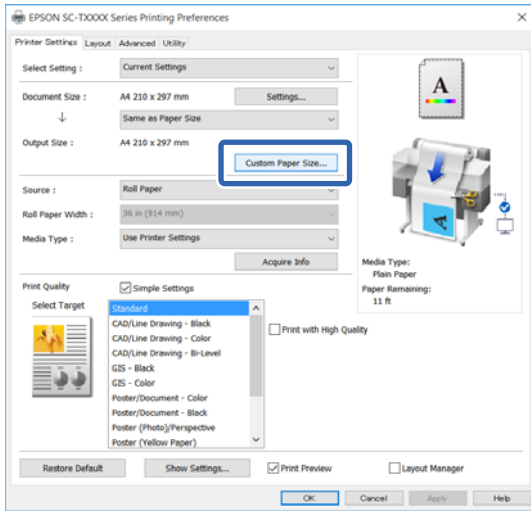 EPSON SC-TXXXX Series Printing Preferences
Printer Settings Layout Advanced Utility
Select Setting : Current Settings
Document Size : A4 210 x 297 mm Settings...
Same as Paper Size
Output Size : A4 210 x 297 mm
Custom Paper Size...
Source : Roll Paper
Roll Paper Width : 36 in (914 mm)
Media Type : Use Printer Settings
Acquire Info
A
Media Type:
Plain Paper
Paper Remaining:
11 ft
Print Quality Simple Settings
Select Target
Standard
CAD/Line Drawing - Black
CAD/Line Drawing - Color
CAD/Line Drawing - Bi-Level
GIS - Black
GIS - Color
Poster/Document - Color
Poster/Document - Black
Poster (Photo)/Perspective
Poster (Yellow Paper)
Print with High Quality
Restore Default Show Settings... Print Preview Layout Manager
OK Cancel Apply Help